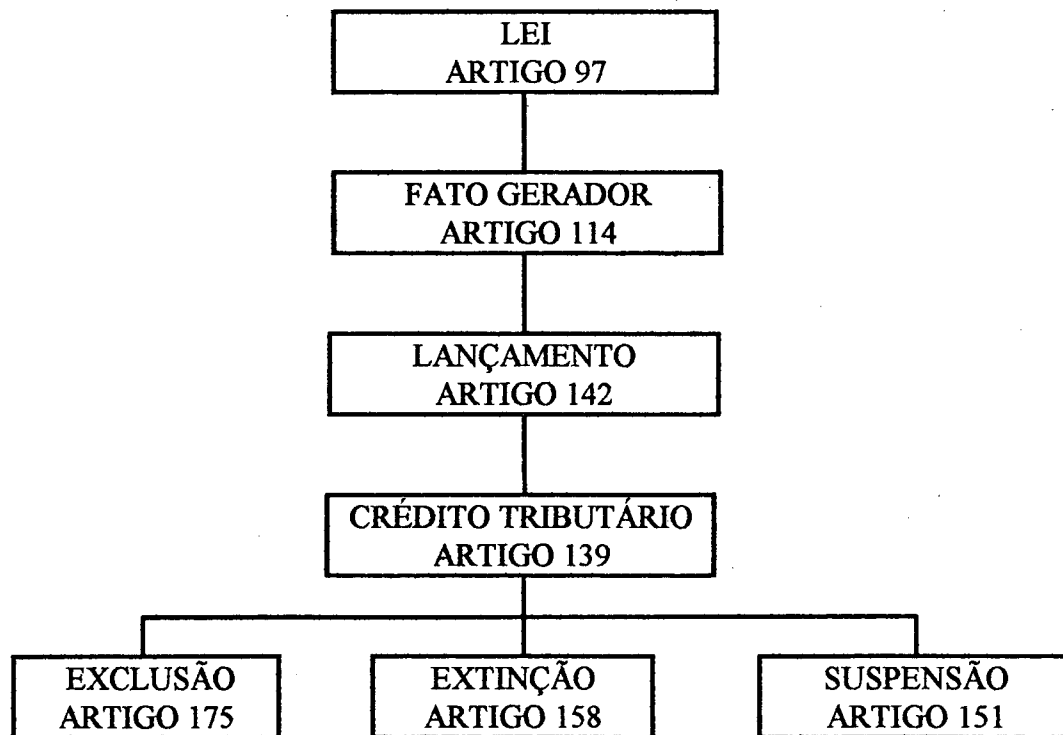 LEI
ARTIGO 97
FATO GERADOR
ARTIGO 114
LANÇAMENTO
ARTIGO 142
CRÉDITO TRIBUTÁRIO
ARTIGO 139
EXCLUSÃO
ARTIGO 175
EXTINÇÃO
ARTIGO 158
SUSPENSÃO
ARTIGO 151